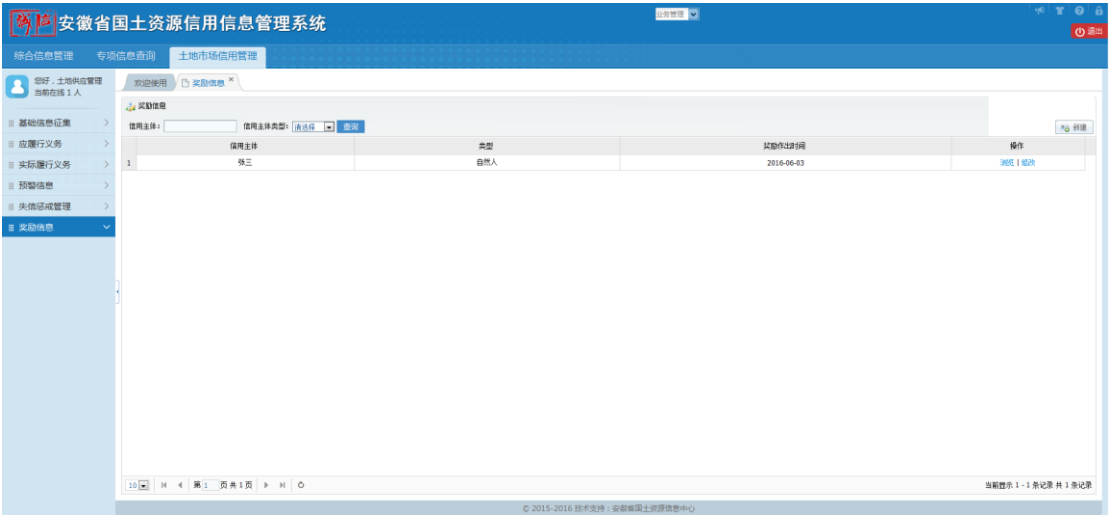 诚信 安徽省国土资源信用信息管理系统
业务管理
退出
综合信息管理 专项信息查询 土地市场信用管理
您好，土地供应管理
当前在线 1 人
欢迎使用 奖励信息 ×
奖励信息
信用主体： 信用主体类型： 请选择 查询
新建
基础信息征集
应履行义务
实际履行义务
预警信息
失信惩戒管理
奖励信息
信用主体 类型 奖励作出时间 操作
1 张三 自然人 2016-06-03 浏览 | 修改
10 第 1 页 共 1 页
当前显示 1 - 1 条记录 共 1 条记录
© 2015-2016 技术支持：安徽省国土资源信息中心